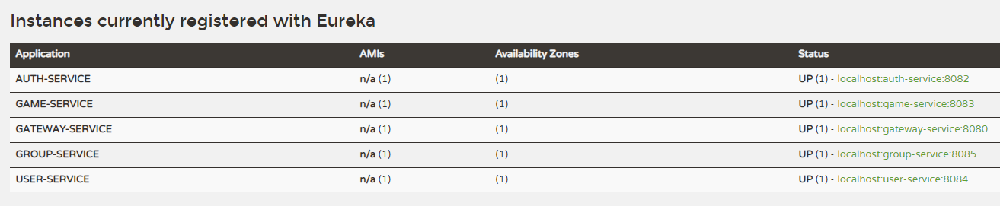 Instances currently registered with Eureka
Application AMIs Availability Zones Status
AUTH-SERVICE n/a (1) (1) UP (1) - localhost:auth-service:8082
GAME-SERVICE n/a (1) (1) UP (1) - localhost:game-service:8083
GATEWAY-SERVICE n/a (1) (1) UP (1) - localhost:gateway-service:8080
GROUP-SERVICE n/a (1) (1) UP (1) - localhost:group-service:8085
USER-SERVICE n/a (1) (1) UP (1) - localhost:user-service:8084